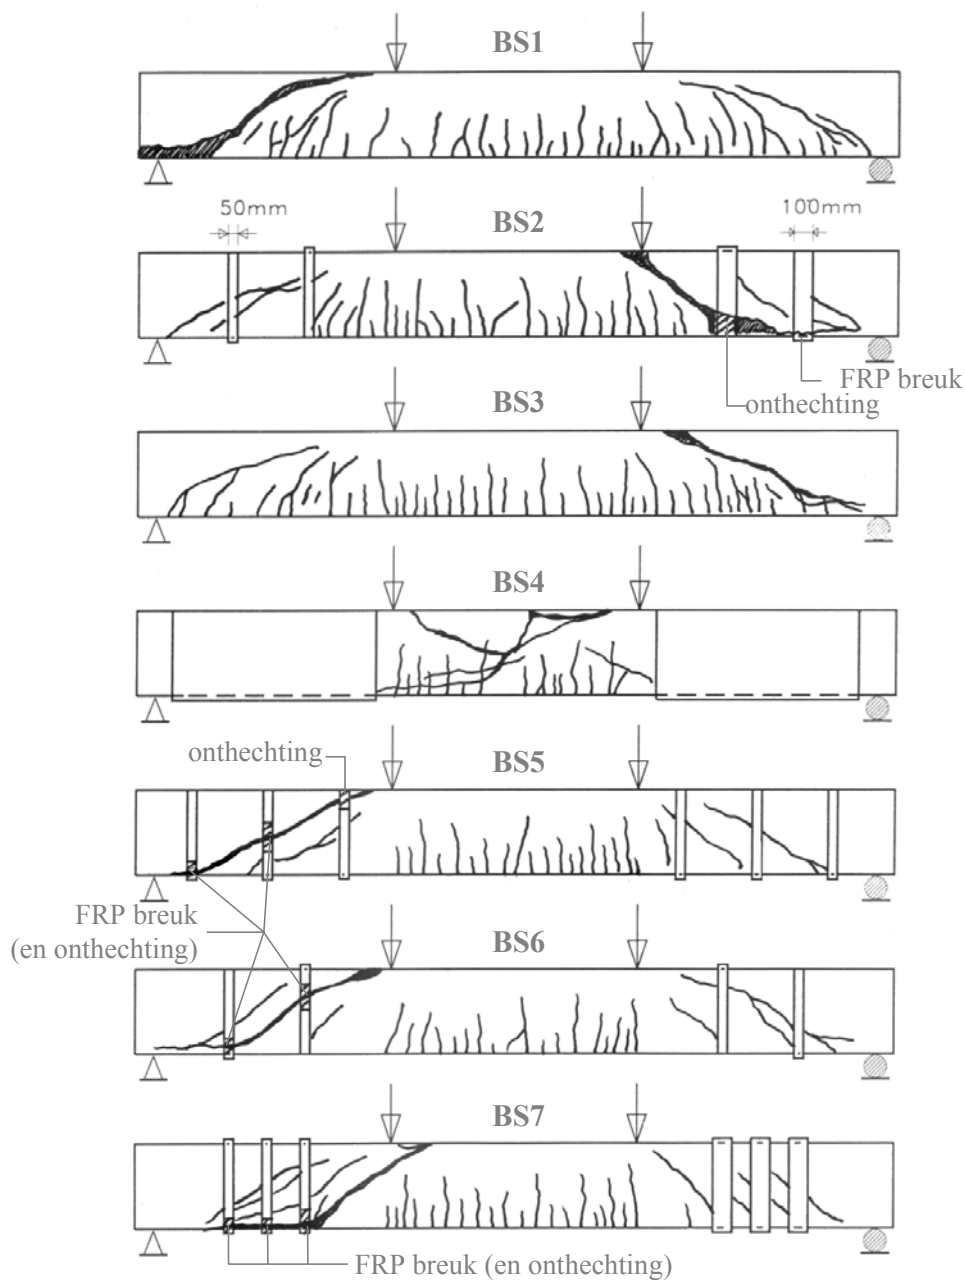 BS1
50mm
BS2
100mm
FRP breuk
onthechting
BS3
BS4
onthechting
BS5
FRP breuk
(en onthechting)
BS6
BS7
FRP breuk (en onthechting)